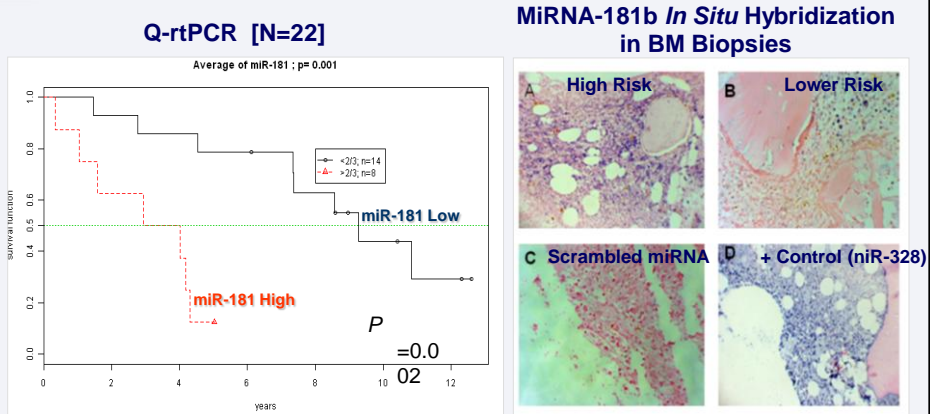 Q-rtPCR [N=22]
Average of miR-181 ; p= 0.001
survival function
1.0
0.8
0.6
0.5
0.4
0.2
0.0
<2/3; n=14
>2/3; n=8
miR-181 Low
miR-181 High
P
=0.0
02
0 2 4 6 8 10 12
years
MiRNA-181b In Situ Hybridization
in BM Biopsies
A High Risk
B Lower Risk
C Scrambled miRNA
D + Control (niR-328)